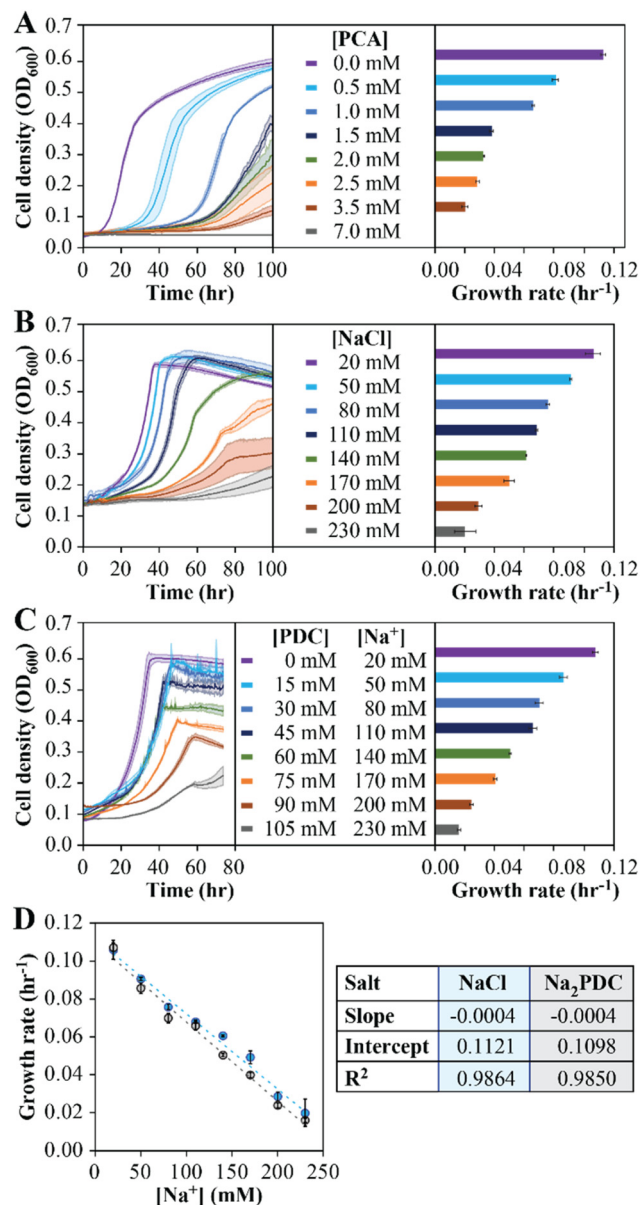 A
Cell density (OD600)
0.7
0.6
0.5
0.4
0.3
0.2
0.1
0.0
0 20 40 60 80 100
Time (hr)
[PCA]
0.0 mM
0.5 mM
1.0 mM
1.5 mM
2.0 mM
2.5 mM
3.5 mM
7.0 mM
0.00 0.04 0.08 0.12
Growth rate (hr-1)
B
Cell density (OD600)
0.7
0.6
0.5
0.4
0.3
0.2
0.1
0.0
0 20 40 60 80 100
Time (hr)
[NaCl]
20 mM
50 mM
80 mM
110 mM
140 mM
170 mM
200 mM
230 mM
0.00 0.04 0.08 0.12
Growth rate (hr-1)
C
Cell density (OD600)
0.7
0.6
0.5
0.4
0.3
0.2
0.1
0.0
0 20 40 60 80
Time (hr)
[PDC] [Na+]
0 mM 20 mM
15 mM 50 mM
30 mM 80 mM
45 mM 110 mM
60 mM 140 mM
75 mM 170 mM
90 mM 200 mM
105 mM 230 mM
0.00 0.04 0.08 0.12
Growth rate (hr-1)
D
Growth rate (hr-1)
0.12
0.10
0.08
0.06
0.04
0.02
0.00
0 50 100 150 200 250
[Na+] (mM)
Salt NaCl Na2PDC
Slope -0.0004 -0.0004
Intercept 0.1121 0.1098
R2 0.9864 0.9850